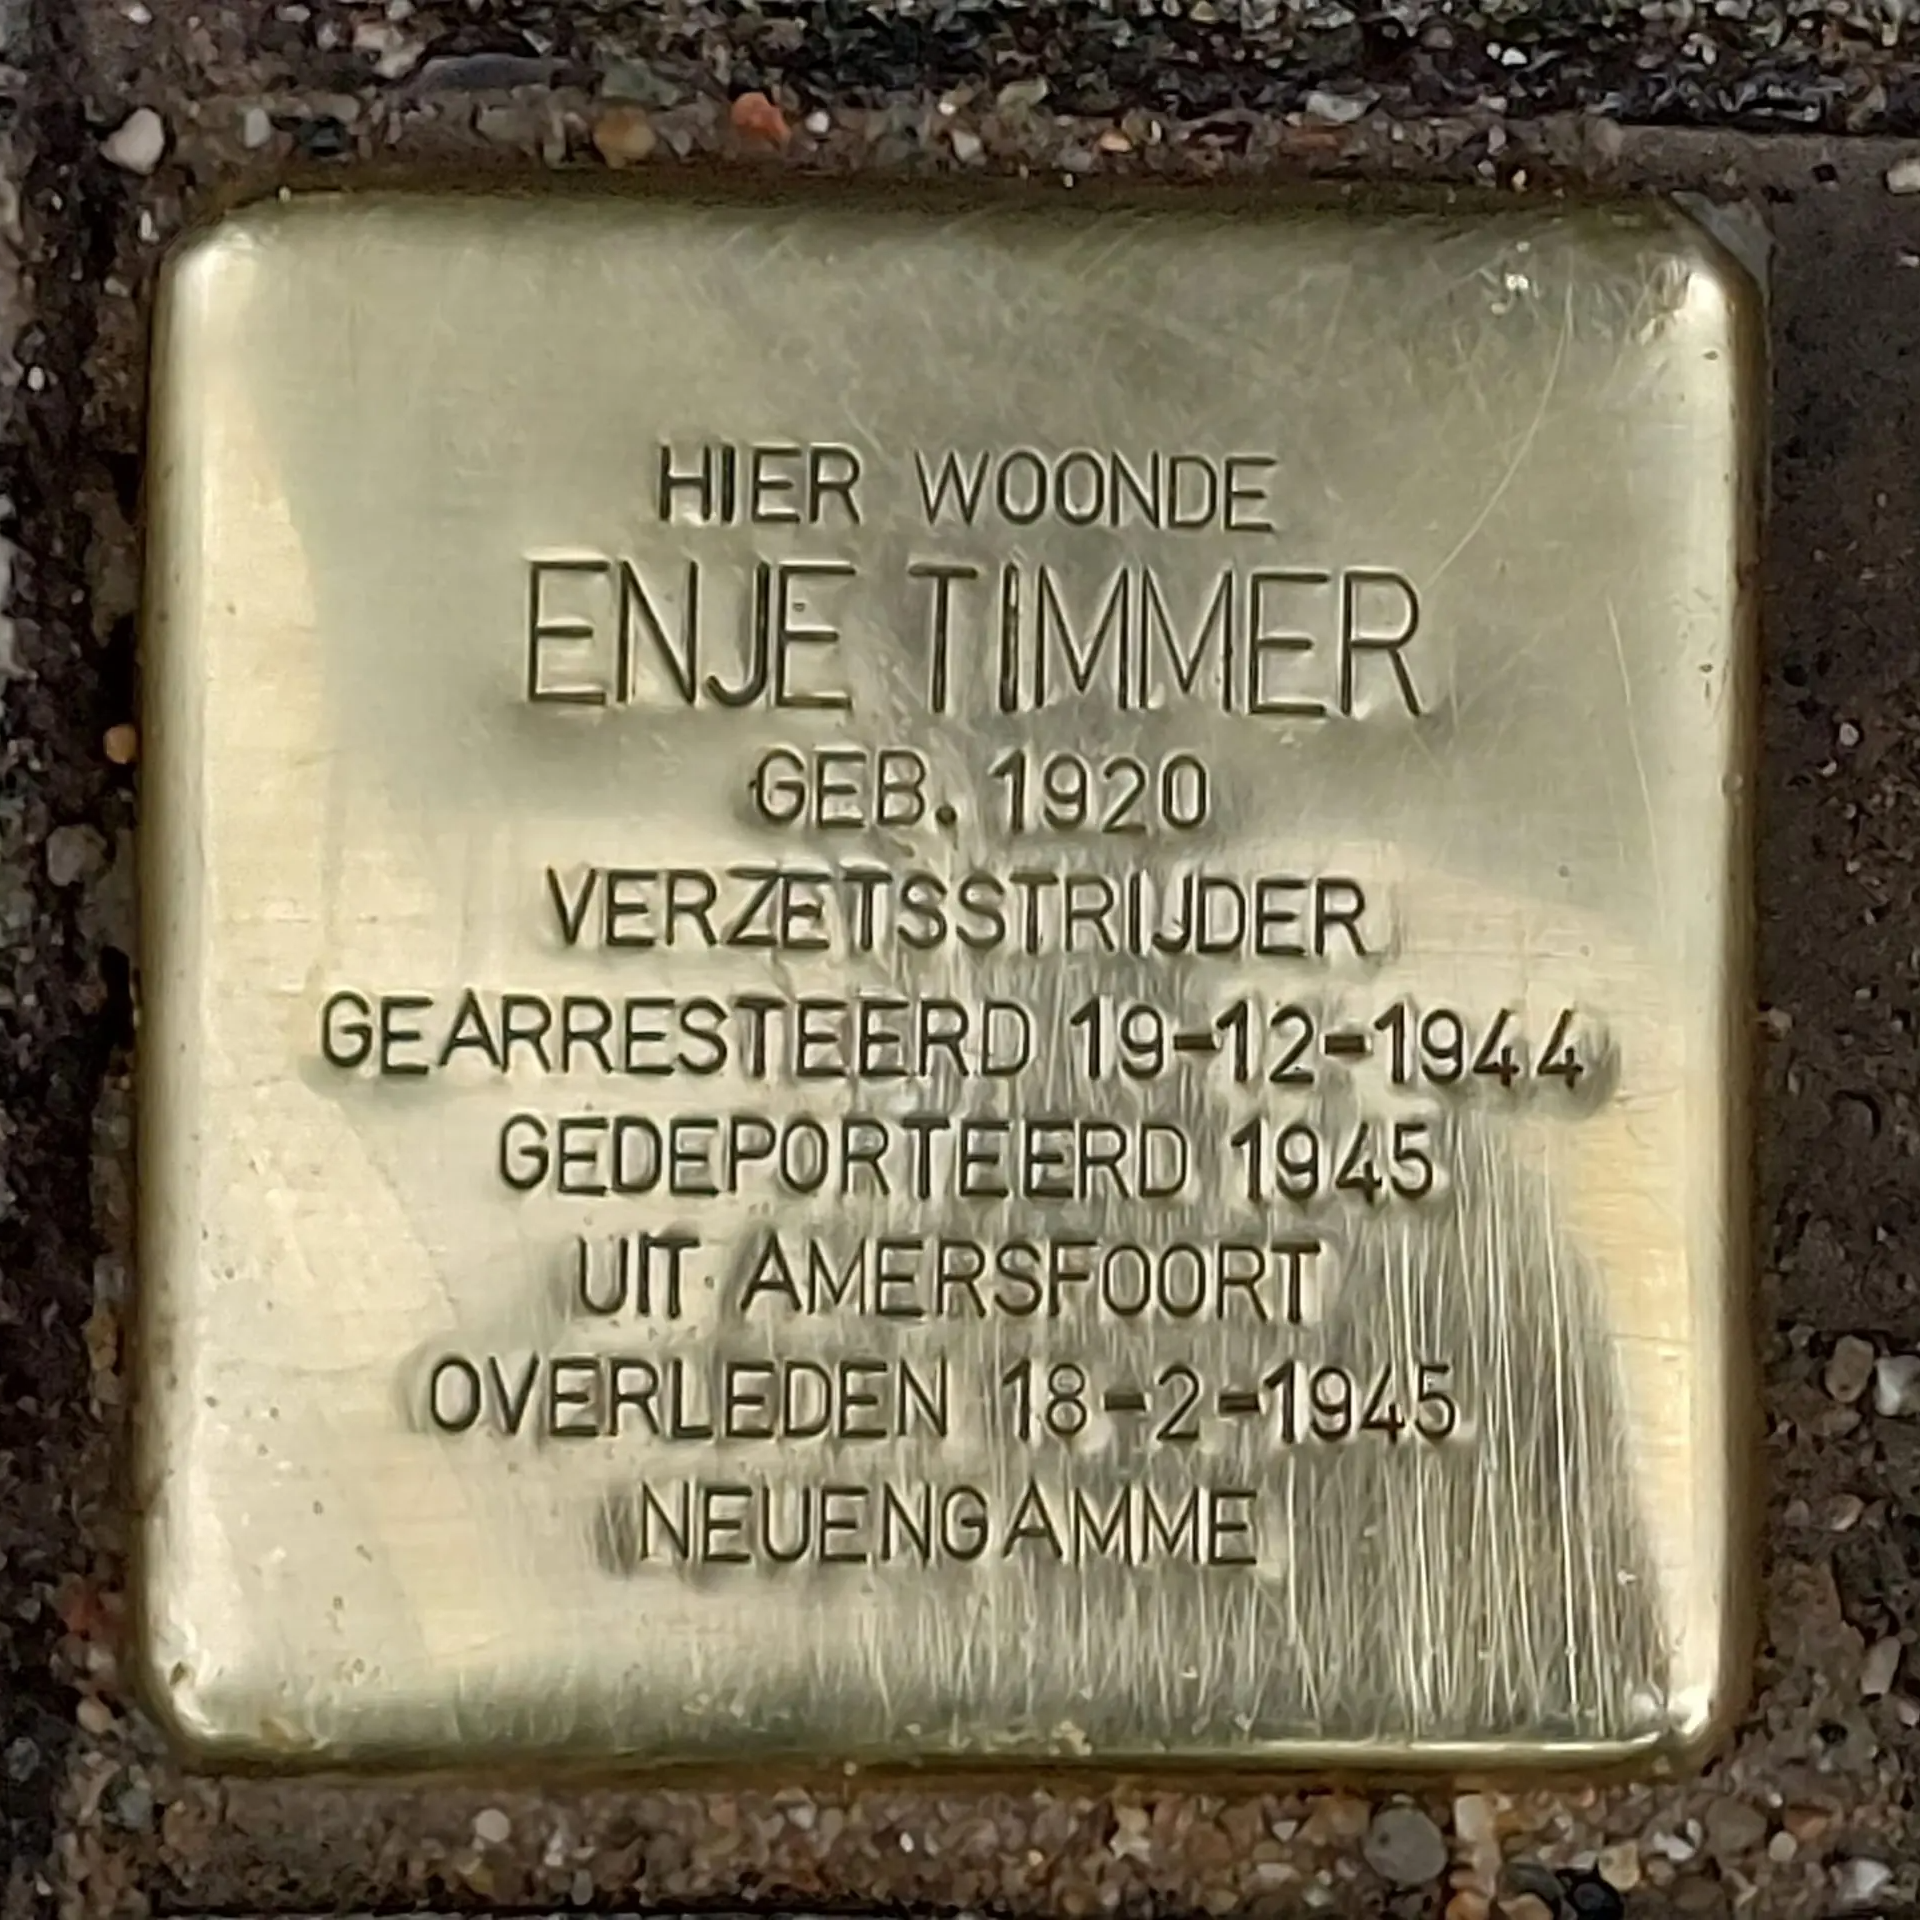 HIER WOONDE
ENJE TIMMER
GEB. 1920
VERZETSSTRIJDER
GEARRESTEERD 19-12-1944
GEDEPORTEERD 1945
UIT AMERSFOORT
OVERLEDEN 18-2-1945
NEUENGAMME